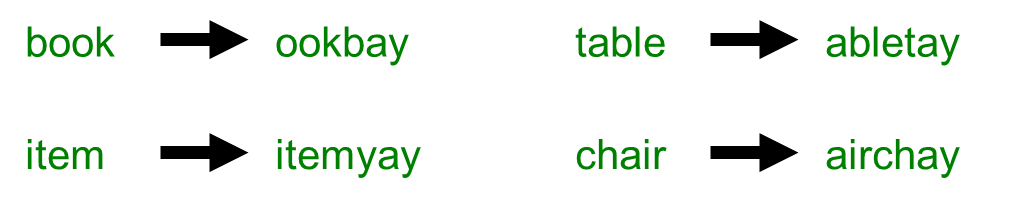 book ookbay table abletay
item itemyay chair airchay